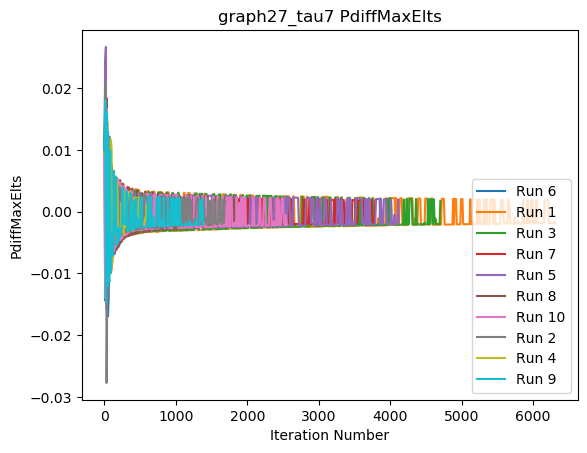 graph27_tau7 PdiffMaxElts
PdiffMaxElts
0.02
0.01
0.00
−0.01
−0.02
−0.03
0
1000
2000
3000
4000
5000
6000
Iteration Number
Run 6
Run 1
Run 3
Run 7
Run 5
Run 8
Run 10
Run 2
Run 4
Run 9